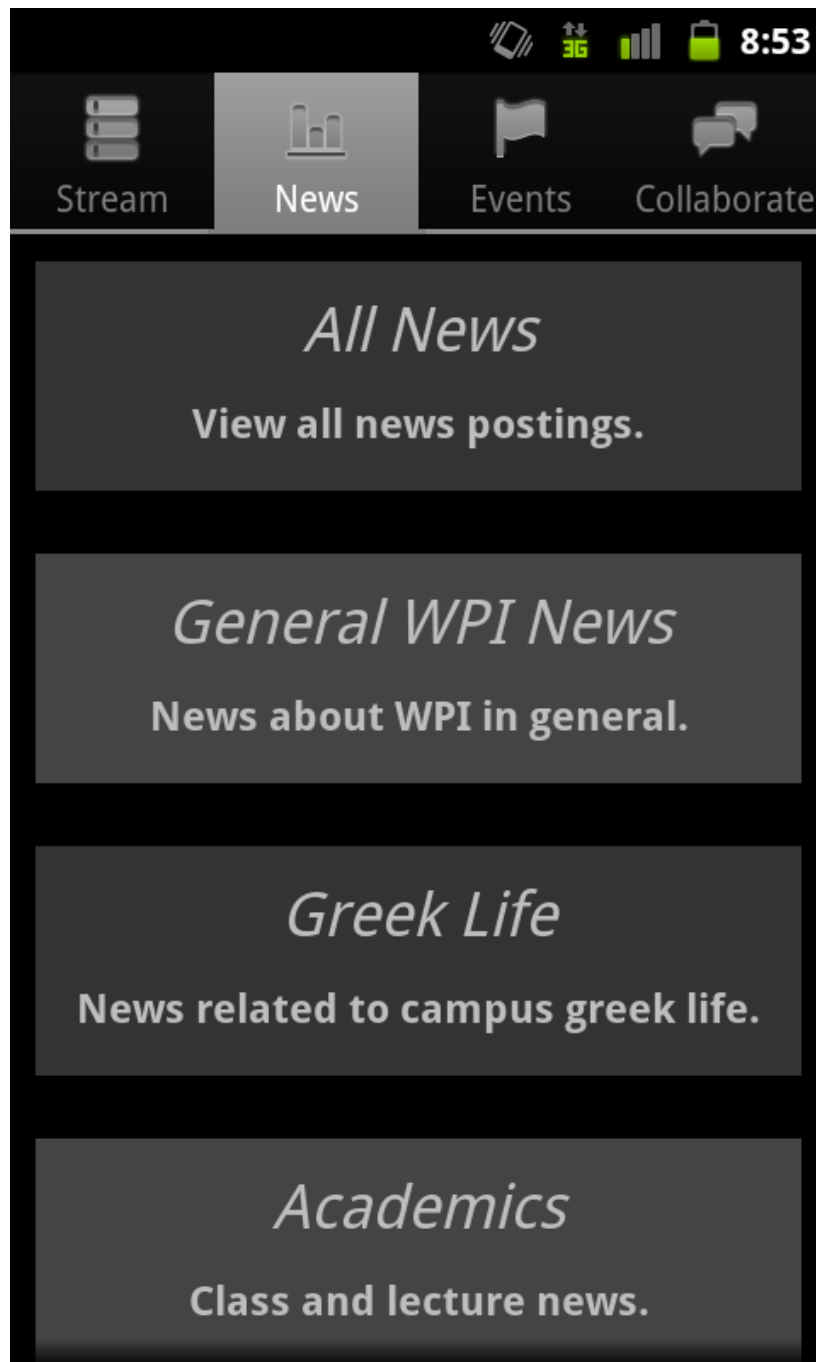 3G 8:53
Stream News Events Collaborate
All News
View all news postings.
General WPI News
News about WPI in general.
Greek Life
News related to campus greek life.
Academics
Class and lecture news.